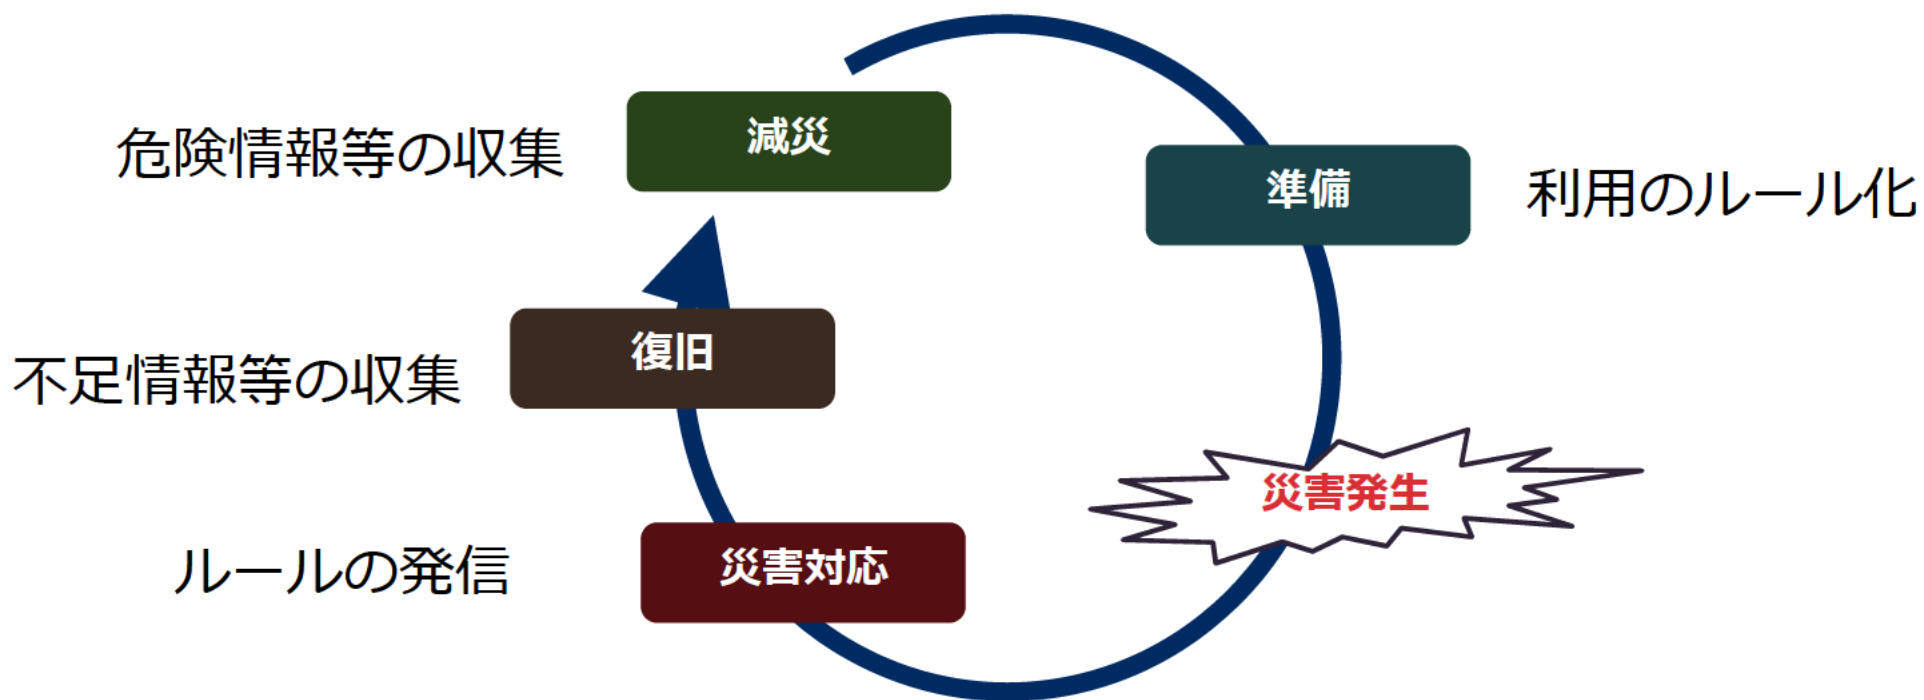 減災
危険情報等の収集
準備
利用のルール化
復旧
不足情報等の収集
災害発生
災害対応
ルールの発信